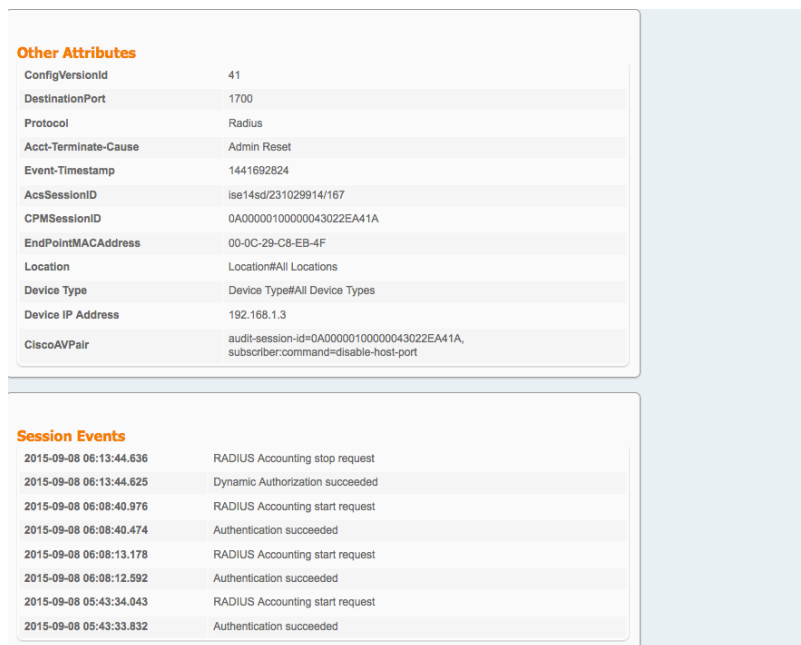 Other Attributes
ConfigVersionId 41
DestinationPort 1700
Protocol Radius
Acct-Terminate-Cause Admin Reset
Event-Timestamp 1441692824
AcsSessionID ise14sd/231029914/167
CPMSessionID 0A00000100000043022EA41A
EndPointMACAddress 00-0C-29-C8-EB-4F
Location Location#All Locations
Device Type Device Type#All Device Types
Device IP Address 192.168.1.3
CiscoAVPair audit-session-id=0A00000100000043022EA41A,
subscriber:command=disable-host-port
Session Events
2015-09-08 06:13:44.636 RADIUS Accounting stop request
2015-09-08 06:13:44.625 Dynamic Authorization succeeded
2015-09-08 06:08:40.976 RADIUS Accounting start request
2015-09-08 06:08:40.474 Authentication succeeded
2015-09-08 06:08:13.178 RADIUS Accounting start request
2015-09-08 06:08:12.592 Authentication succeeded
2015-09-08 05:43:34.043 RADIUS Accounting start request
2015-09-08 05:43:33.832 Authentication succeeded